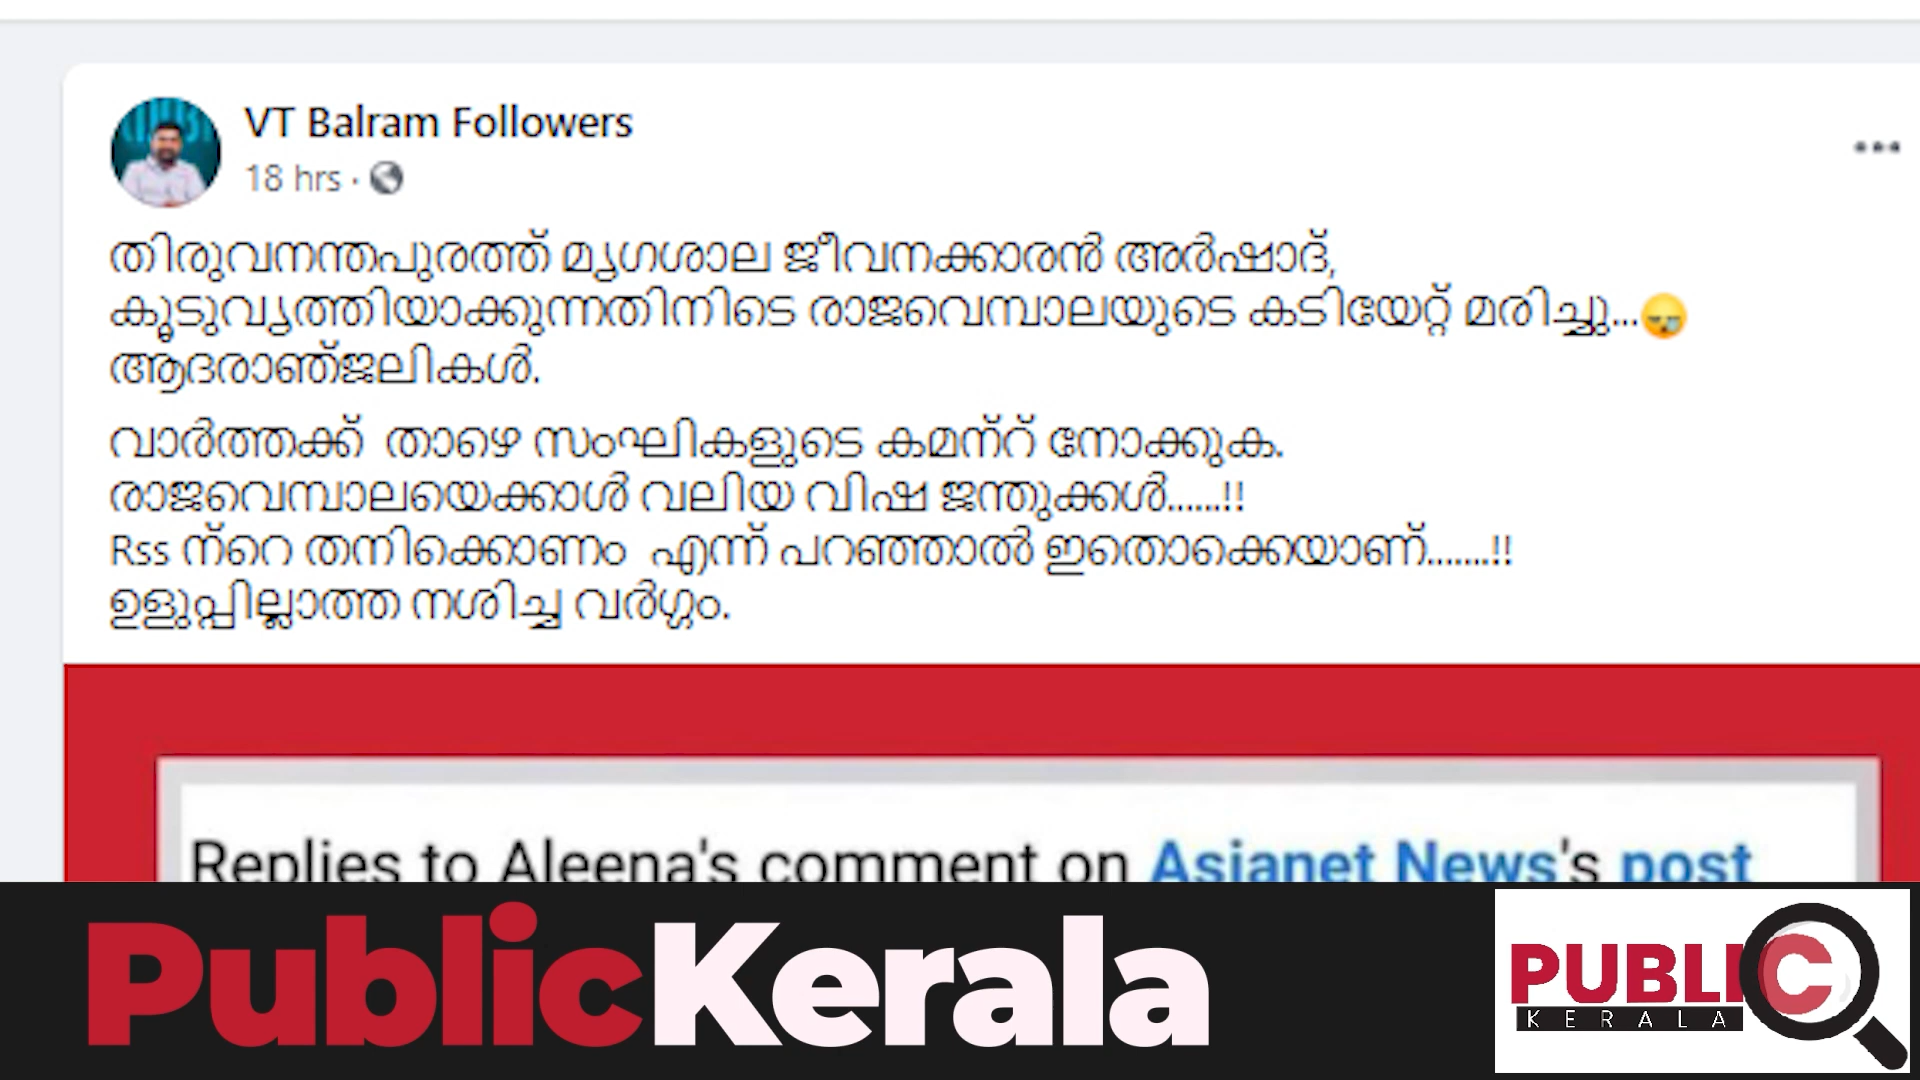 VT Balram Followers
18 hrs ·
തിരുവനന്തപുരത്ത് മൃഗശാല ജീവനക്കാരൻ അർഷാദ്,
കൂടുവൃത്തിയാക്കുന്നതിനിടെ രാജവെമ്പാലയുടെ കടിയേറ്റ് മരിച്ചു...😪
ആദരാഞ്ജലികൾ.
വാർത്തക്ക് താഴെ സംഘികളുടെ കമന്റ് നോക്കുക.
രാജവെമ്പാലയെക്കാൾ വലിയ വിഷ ജന്തുക്കൾ......!!
Rss ന്റെ തനിക്കൊണം എന്ന് പറഞ്ഞാൽ ഇതൊക്കെയാണ്.......!!
ഉളുപ്പില്ലാത്ത നശിച്ച വർഗ്ഗം.
Replies to Aleena's comment on Asianet News's post
PublicKerala
PUBLIC
KERALA